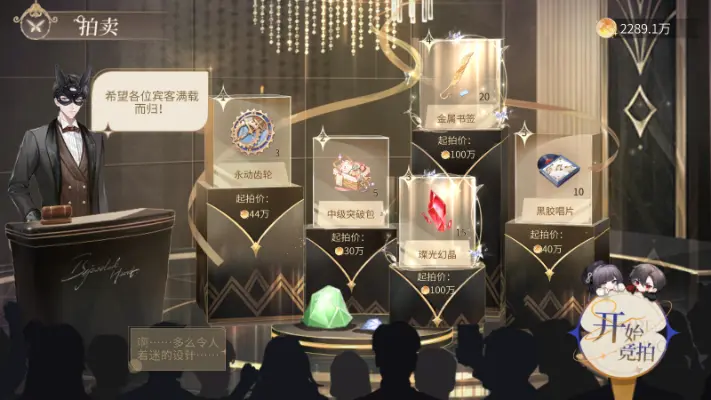 拍卖
2289.1万
希望各位宾客满载
而归！
20
金属书签
起拍价：
100万
3
永动齿轮
起拍价：
44万
5
中级突破包
起拍价：
30万
15
璨光幻晶
起拍价：
100万
10
黑胶唱片
起拍价：
40万
啊……多么令人
着迷的设计……
开始
竞拍